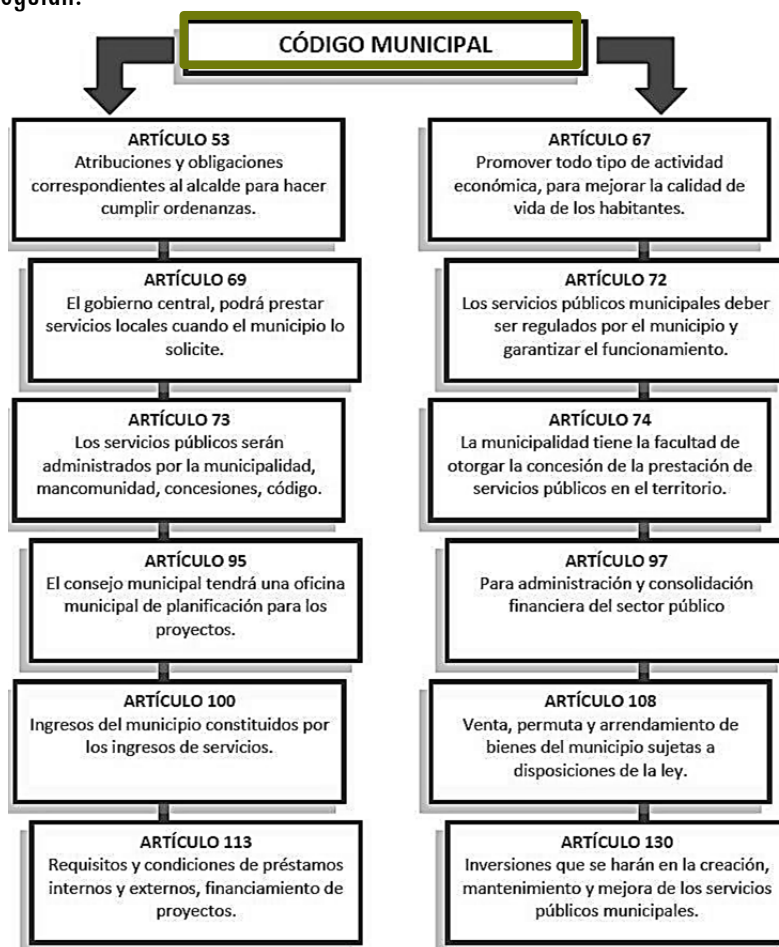 CÓDIGO MUNICIPAL
ARTÍCULO 53
Atribuciones y obligaciones
correspondientes al alcalde para hacer
cumplir ordenanzas.
ARTÍCULO 69
El gobierno central, podrá prestar
servicios locales cuando el municipio lo
solicite.
ARTÍCULO 73
Los servicios públicos serán
administrados por la municipalidad,
mancomunidad, concesiones, código.
ARTÍCULO 95
El consejo municipal tendrá una oficina
municipal de planificación para los
proyectos.
ARTÍCULO 100
Ingresos del municipio constituidos por
los ingresos de servicios.
ARTÍCULO 113
Requisitos y condiciones de préstamos
internos y externos, financiamiento de
proyectos.
ARTÍCULO 67
Promover todo tipo de actividad
económica, para mejorar la calidad de
vida de los habitantes.
ARTÍCULO 72
Los servicios públicos municipales deber
ser regulados por el municipio y
garantizar el funcionamiento.
ARTÍCULO 74
La municipalidad tiene la facultad de
otorgar la concesión de la prestación de
servicios públicos en el territorio.
ARTÍCULO 97
Para administración y consolidación
financiera del sector público
ARTÍCULO 108
Venta, permuta y arrendamiento de
bienes del municipio sujetas a
disposiciones de la ley.
ARTÍCULO 130
Inversiones que se harán en la creación,
mantenimiento y mejora de los servicios
públicos municipales.